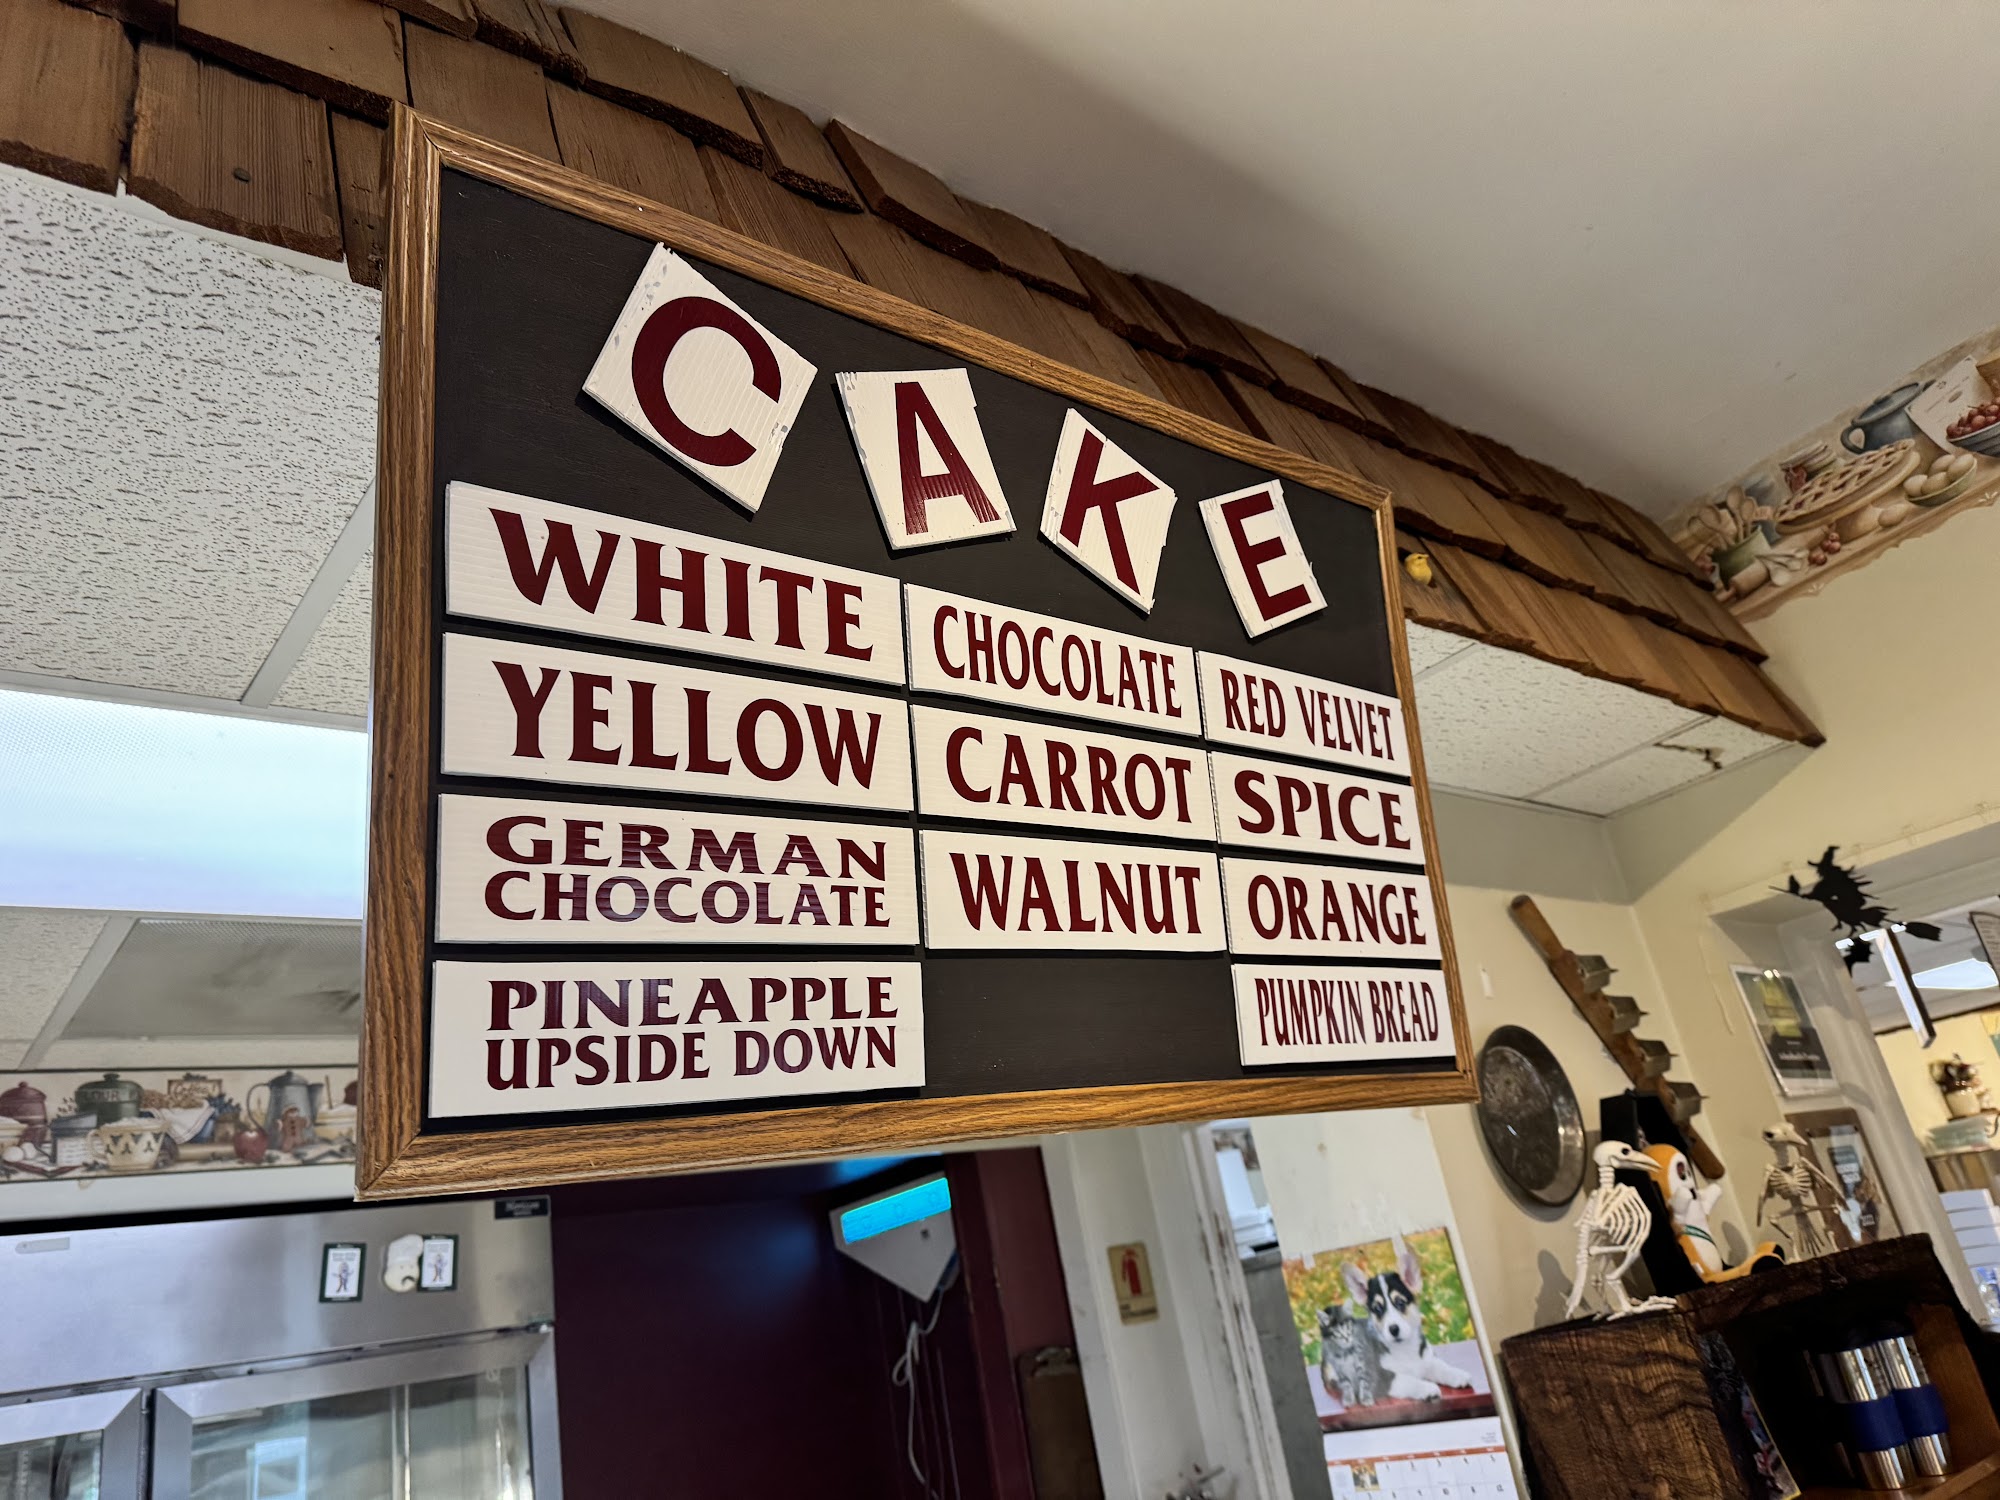 CAKE
WHITE
CHOCOLATE
RED VELVET
YELLOW
CARROT
SPICE
GERMAN
CHOCOLATE
WALNUT
ORANGE
PINEAPPLE
UPSIDE DOWN
PUMPKIN BREAD